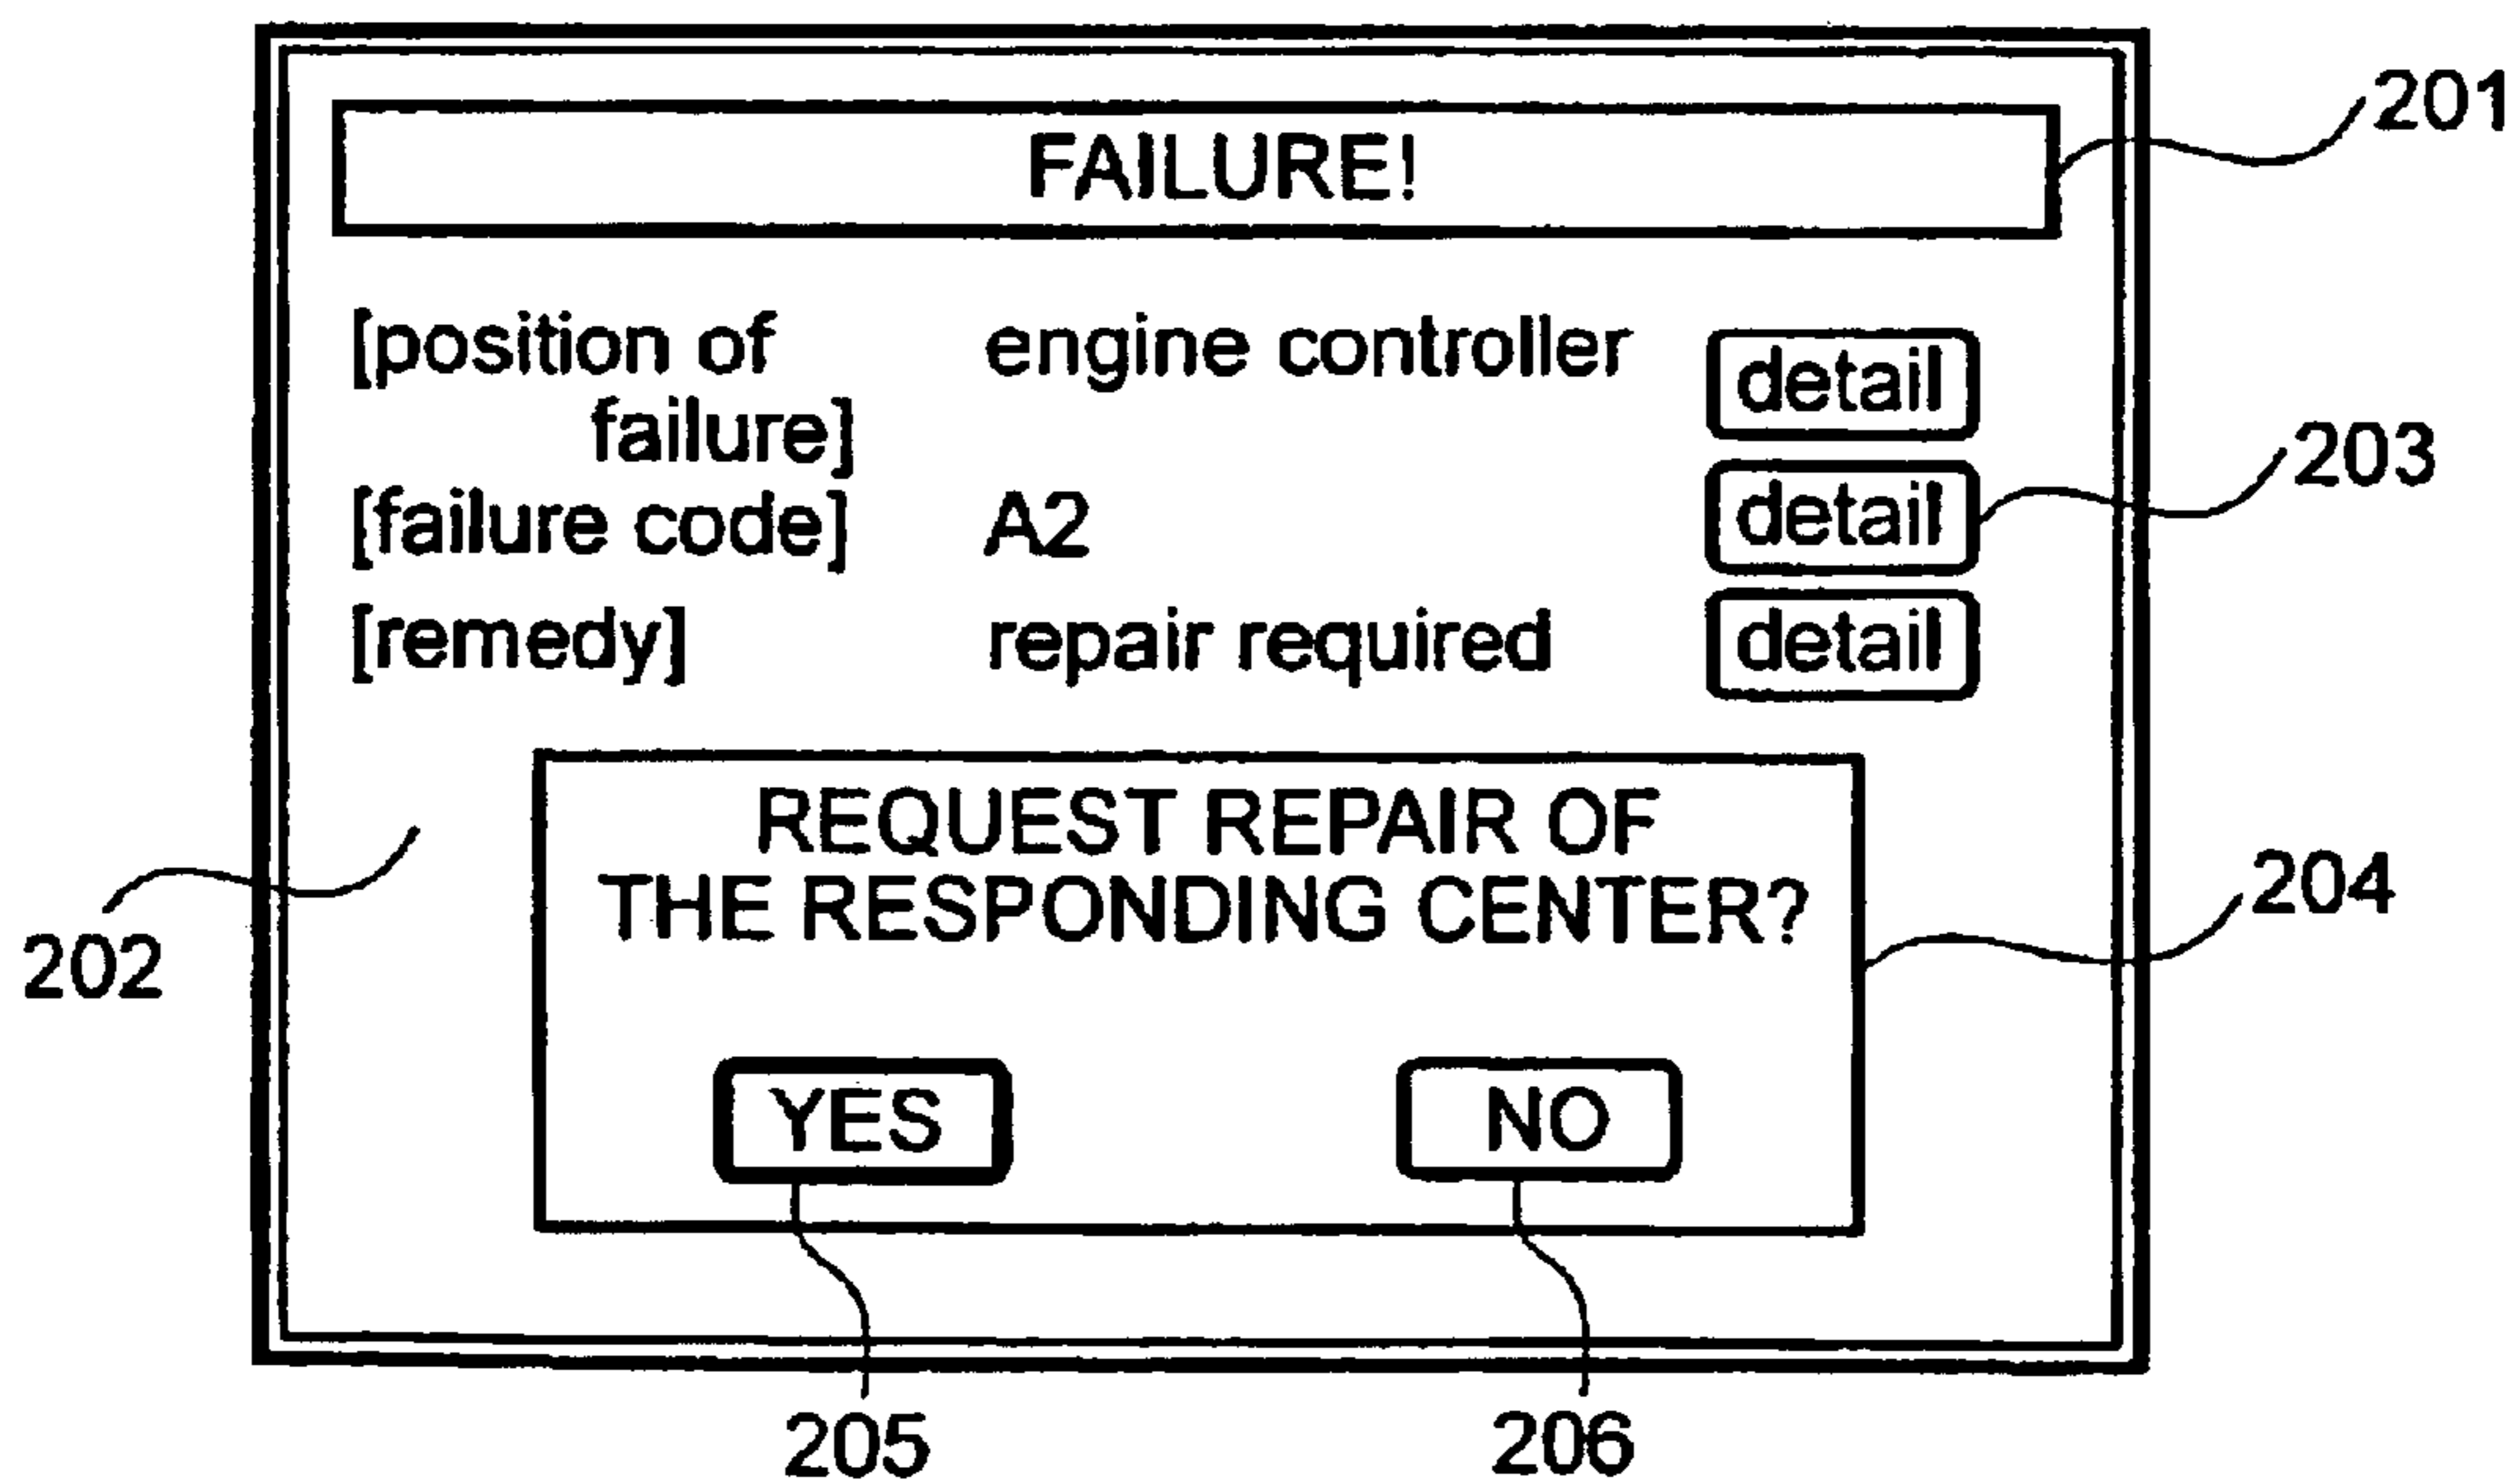 FAILURE!
201
[position of failure] engine controller detail
203
[failure code] A2 detail
[remedy] repair required detail
REQUEST REPAIR OF
THE RESPONDING CENTER?
202
204
YES NO
205 206